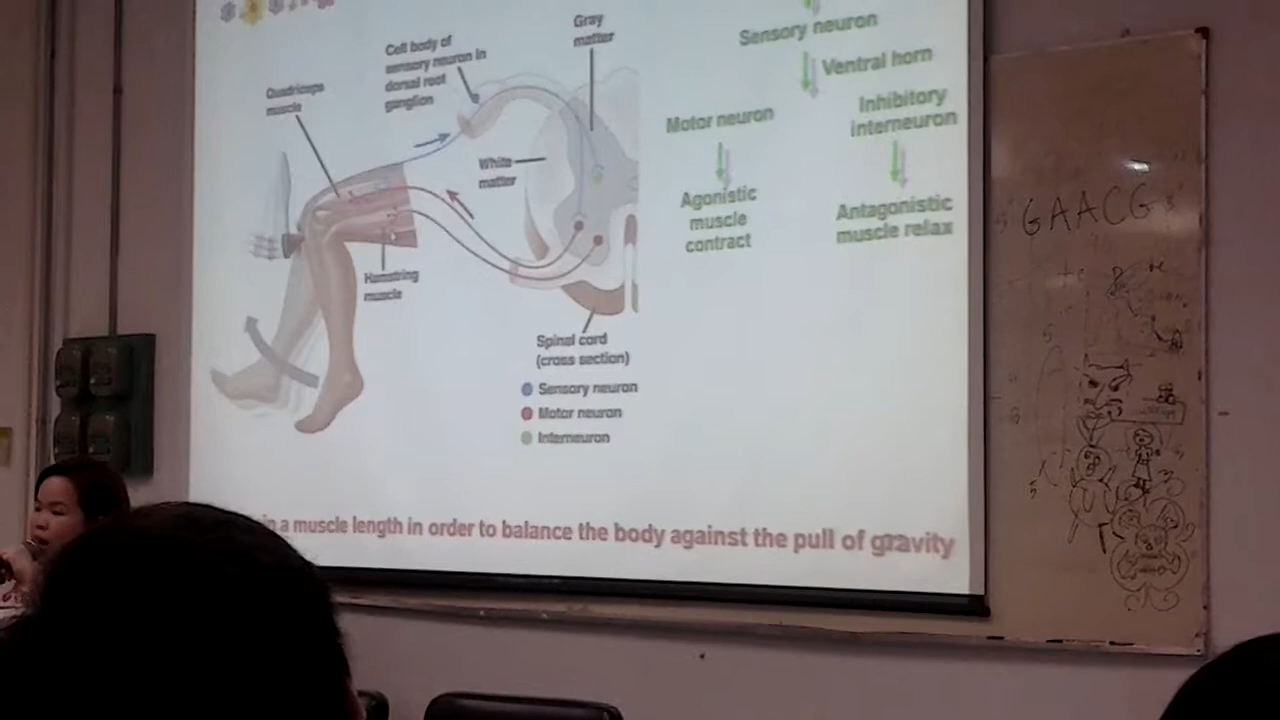 Gray
matter
Cell body of
sensory neuron in
dorsal root
ganglion
Quadriceps
muscle
White
matter
Hamstring
muscle
Spinal cord
(cross section)
Sensory neuron
Motor neuron
Interneuron
Sensory neuron
Ventral horn
Motor neuron
Inhibitory
interneuron
Agonistic
muscle
contract
Antagonistic
muscle relax
a muscle length in order to balance the body against the pull of gravity
GAACG